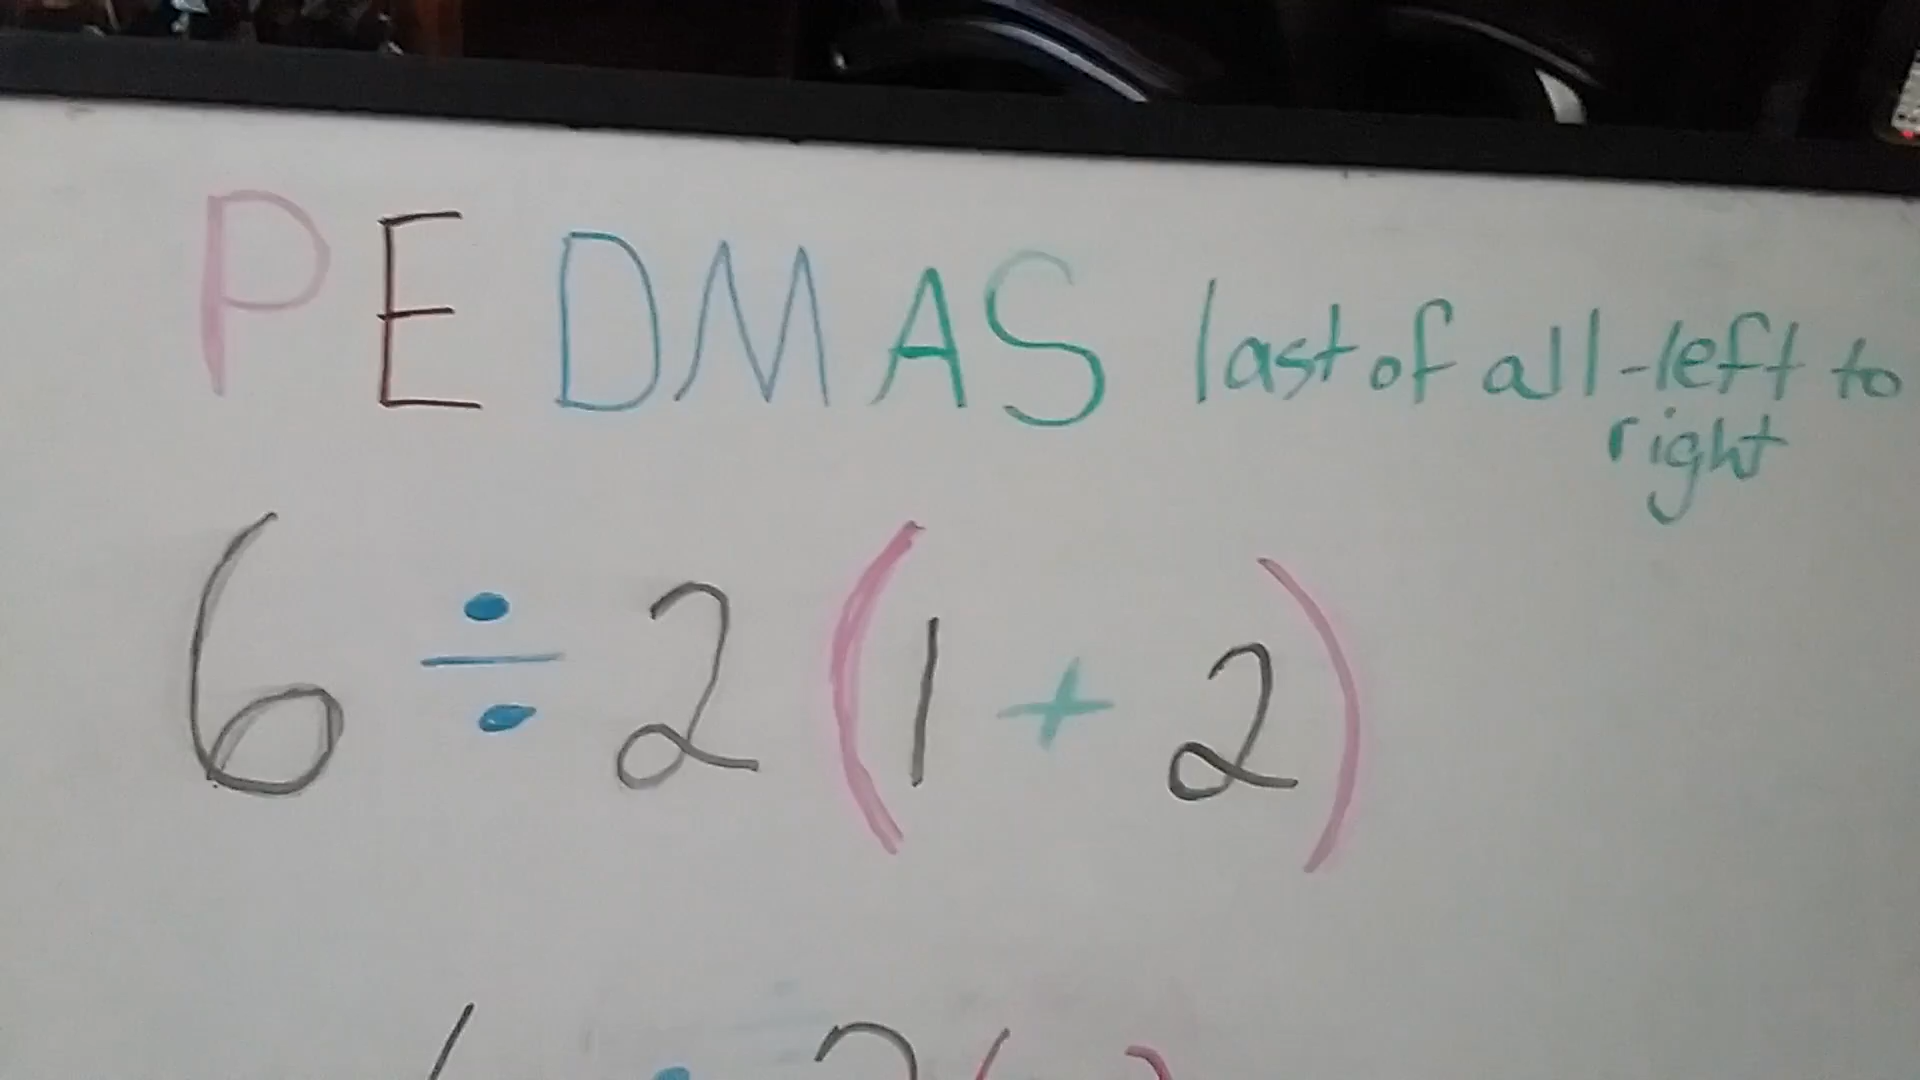 PEDMAS last of all-left to
right
6 ÷ 2(1 + 2)